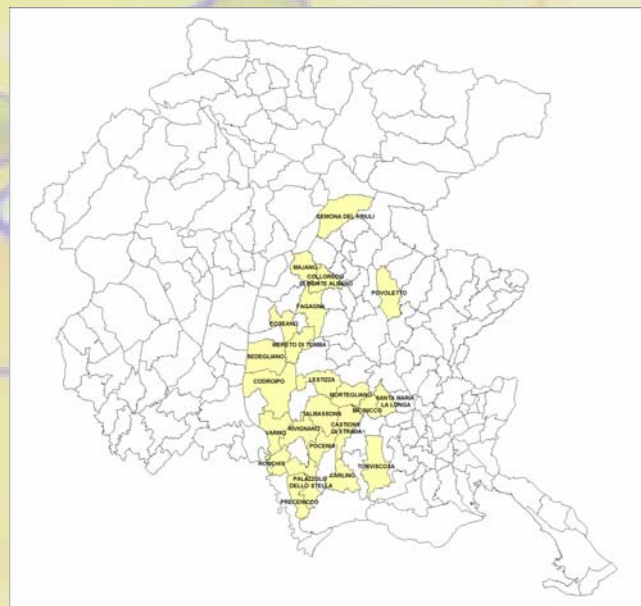 GEMONA DEL FRIULI
MAJANO
COLLOREDO
DI MONTE ALBANO
POVOLETTO
FAGAGNA
COSEANO
MERETO DI TOMBA
SEDEGLIANO
CODROIPO
LESTIZZA
MORTEGLIANO
SANTA MARIA
LA LONGA
BICINICCO
TALMASSONS
CASTIONS
DI STRADA
RIVIGNANO
VARMO
POCENIA
RONCHIS
TORVISCOSA
CARLINO
PALAZZOLO
DELLO STELLA
PRECENICCO